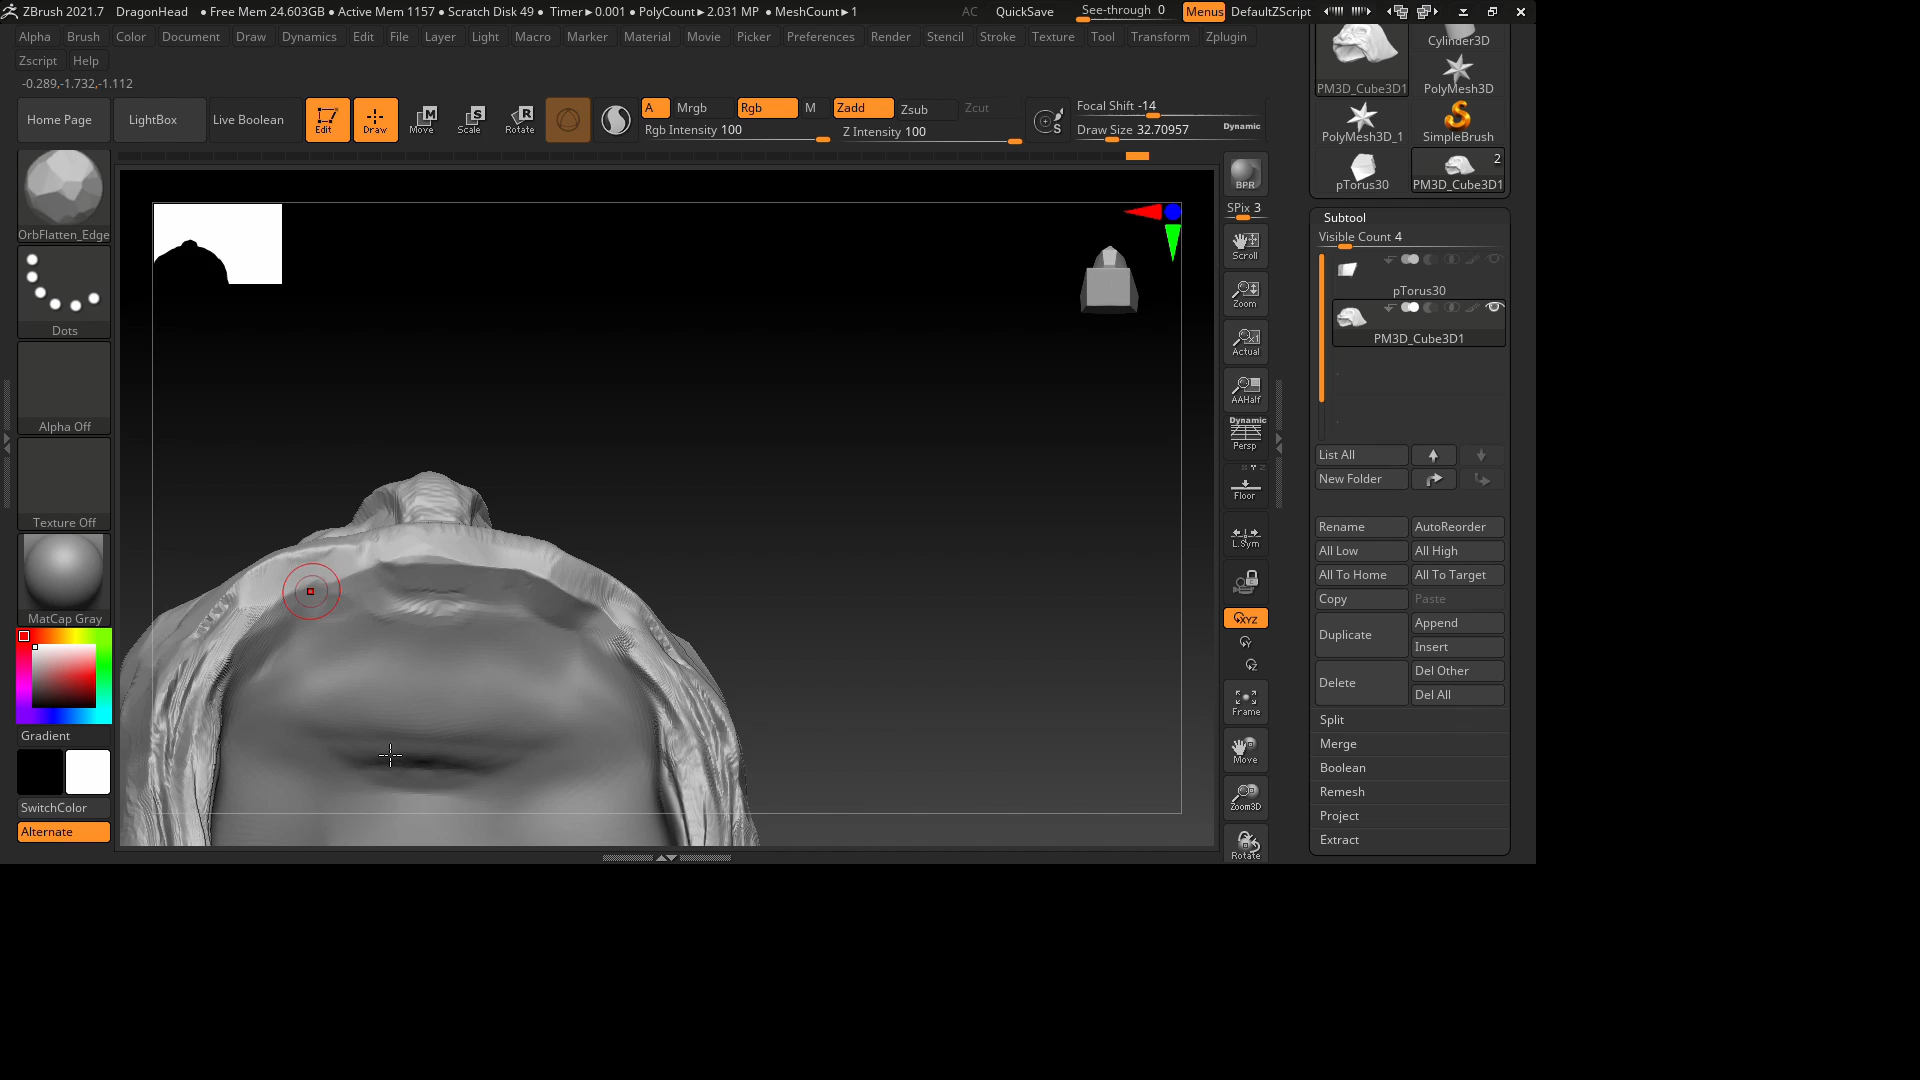 ZBrush 2021.7 DragonHead ● Free Mem 24.603GB ● Active Mem 1157 ● Scratch Disk 49 ● Timer►0.001 ● PolyCount►2.031 MP ● MeshCount►1 AC QuickSave See-through 0 Menus DefaultZScript
Alpha Brush Color Document Draw Dynamics Edit File Layer Light Macro Marker Material Movie Picker Preferences Render Stencil Stroke Texture Tool Transform Zplugin
Zscript Help
-0.289,-1.732,-1.112
Home Page LightBox Live Boolean Edit Draw Move Scale Rotate
A Mrgb Rgb M Zadd Zsub Zcut
Rgb Intensity 100 Z Intensity 100
Focal Shift -14
Draw Size 32.70957 Dynamic
OrbFlatten_Edge
Dots
Alpha Off
Texture Off
MatCap Gray
Gradient
SwitchColor
Alternate
BPR
SPix 3
Scroll
Zoom
Actual
AAHalf
Dynamic
Persp
Floor
L.Sym
XYZ
Y
Z
Frame
Move
Zoom3D
Rotate
PM3D_Cube3D1 Cylinder3D
PolyMesh3D
PolyMesh3D_1 SimpleBrush
2
pTorus30 PM3D_Cube3D1
Subtool
Visible Count 4
pTorus30
PM3D_Cube3D1
List All
New Folder
Rename AutoReorder
All Low All High
All To Home All To Target
Copy Paste
Duplicate Append
Insert
Delete Del Other
Del All
Split
Merge
Boolean
Remesh
Project
Extract